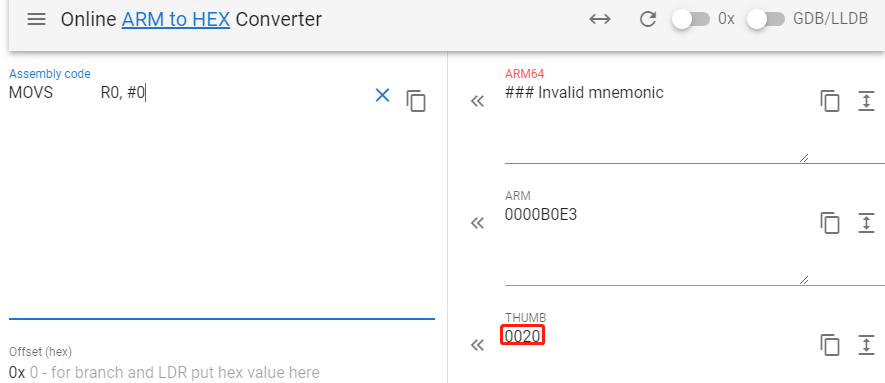 Online ARM to HEX Converter
0x
GDB/LLDB
Assembly code
MOVS R0, #0
ARM64
### Invalid mnemonic
ARM
0000B0E3
THUMB
0020
Offset (hex)
0x 0 - for branch and LDR put hex value here